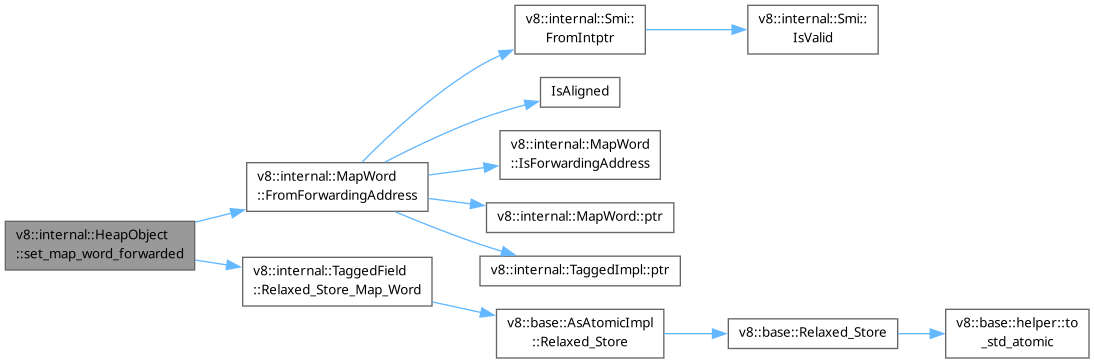 v8::internal::Smi::
FromIntptr
v8::internal::Smi::
IsValid
IsAligned
v8::internal::MapWord
::IsForwardingAddress
v8::internal::MapWord
::FromForwardingAddress
v8::internal::MapWord::ptr
v8::internal::HeapObject
::set_map_word_forwarded
v8::internal::TaggedImpl::ptr
v8::internal::TaggedField
::Relaxed_Store_Map_Word
v8::base::AsAtomicImpl
::Relaxed_Store
v8::base::Relaxed_Store
v8::base::helper::to
_std_atomic